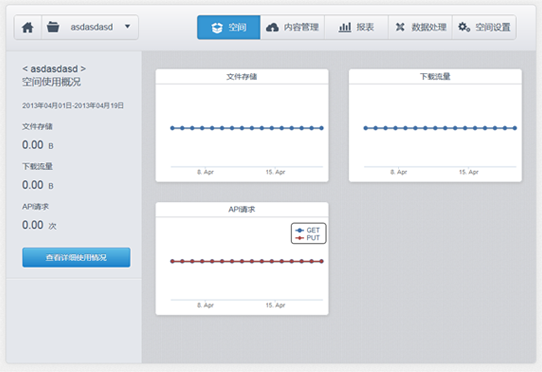 asdasdasd
空间
内容管理
报表
数据处理
空间设置
< asdasdasd >
空间使用概况
2013年04月01日-2013年04月19日
文件存储
0.00 B
下载流量
0.00 B
API请求
0.00 次
查看详细使用情况
文件存储
8. Apr
15. Apr
下载流量
8. Apr
15. Apr
API请求
GET
PUT
8. Apr
15. Apr